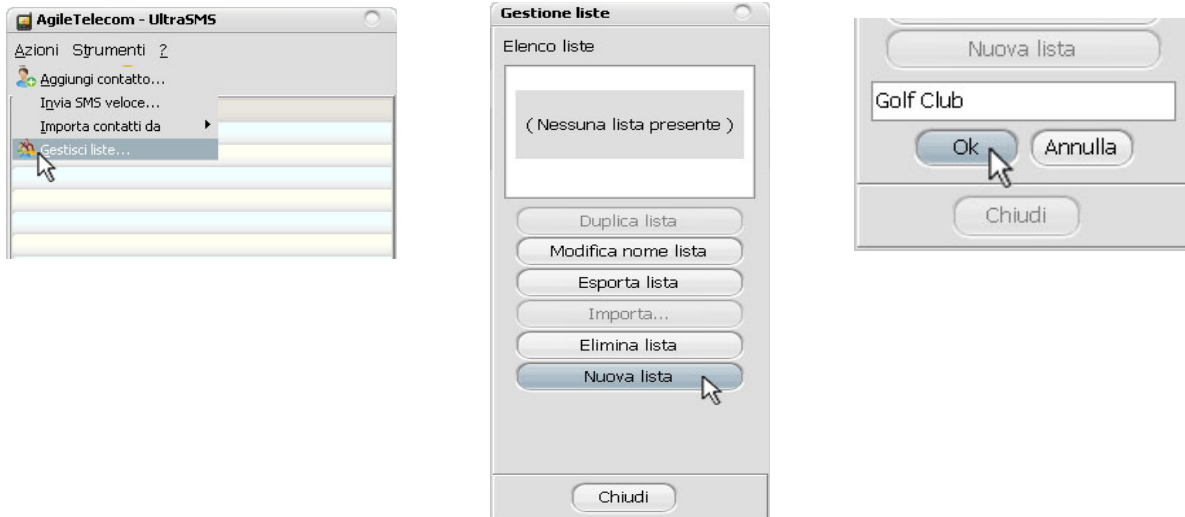 AgileTelecom - UltraSMS
Azioni Strumenti ?
Aggiungi contatto...
Invia SMS veloce...
Importa contatti da
Gestisci liste...
Gestione liste
Elenco liste
( Nessuna lista presente )
Duplica lista
Modifica nome lista
Esporta lista
Importa...
Elimina lista
Nuova lista
Chiudi
Nuova lista
Golf Club
Ok Annulla
Chiudi